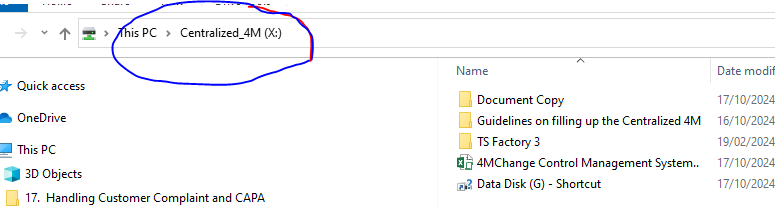 This PC > Centralized_4M (X:)
Name
Date modif
Quick access
OneDrive
This PC
3D Objects
17. Handling Customer Complaint and CAPA
Document Copy 17/10/2024
Guidelines on filling up the Centralized 4M 16/10/2024
TS Factory 3 19/02/2024
4MChange Control Management System... 17/10/2024
Data Disk (G) - Shortcut 17/10/2024